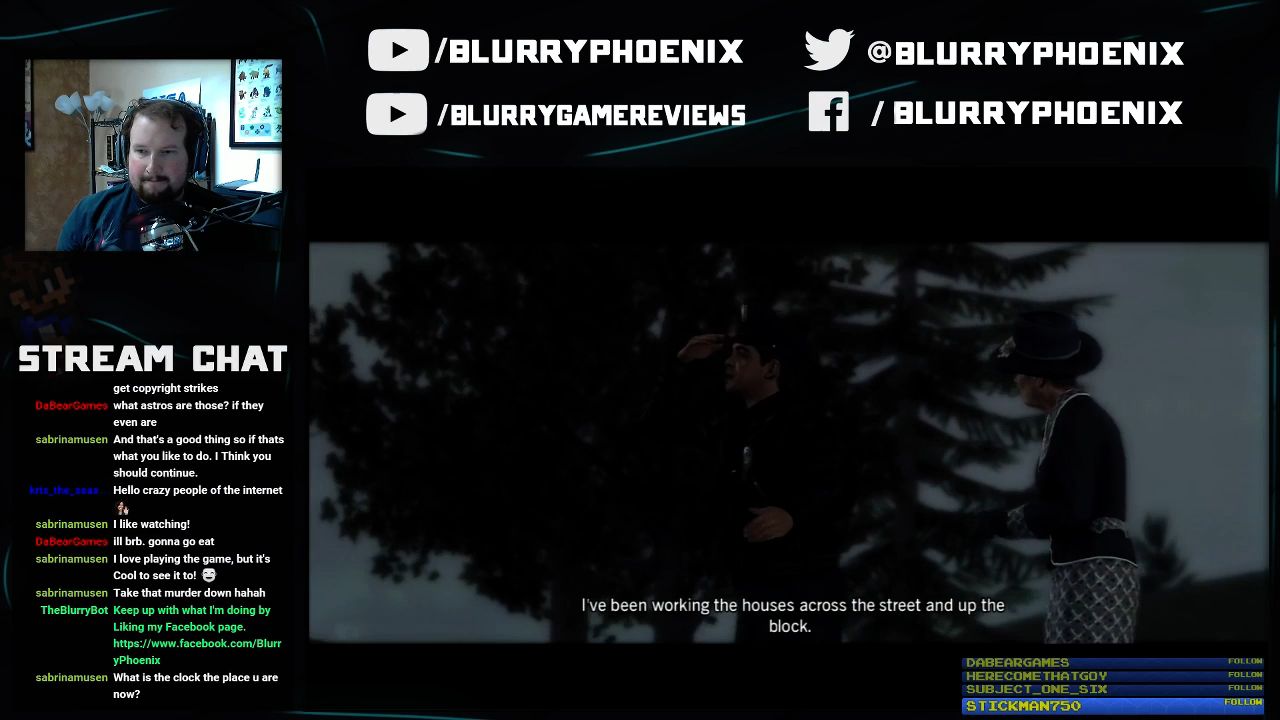 /BLURRYPHOENIX
@BLURRYPHOENIX
/BLURRYGAMEREVIEWS
/ BLURRYPHOENIX
STREAM CHAT
get copyright strikes
DaBearGames what astros are those? if they
even are
sabrinamusen And that's a good thing so if thats
what you like to do. I Think you
should continue.
Hello crazy people of the internet
sabrinamusen I like watching!
DaBearGames ill brb. gonna go eat
sabrinamusen I love playing the game, but it's
Cool to see it to!
sabrinamusen Take that murder down hahah
TheBlurryBot Keep up with what I'm doing by
Liking my Facebook page.
https://www.facebook.com/Blurr
yPhoenix
sabrinamusen What is the clock the place u are
now?
I've been working the houses across the street and up the
block.
DABEARGAMES FOLLOW
HERECOMETHATGOY FOLLOW
SUBJECT_ONE_SIX FOLLOW
STICKMAN750 FOLLOW